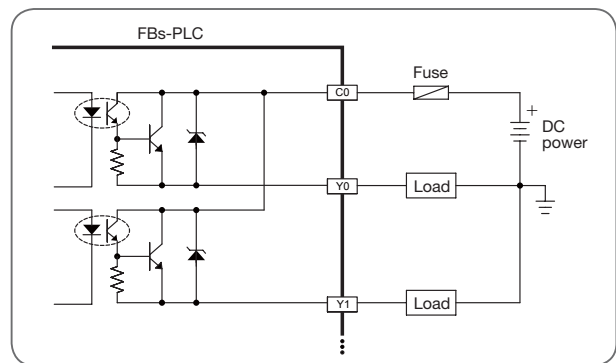 FBs-PLC
C0
Fuse
+
DC
power
Y0
Load
Y1
Load